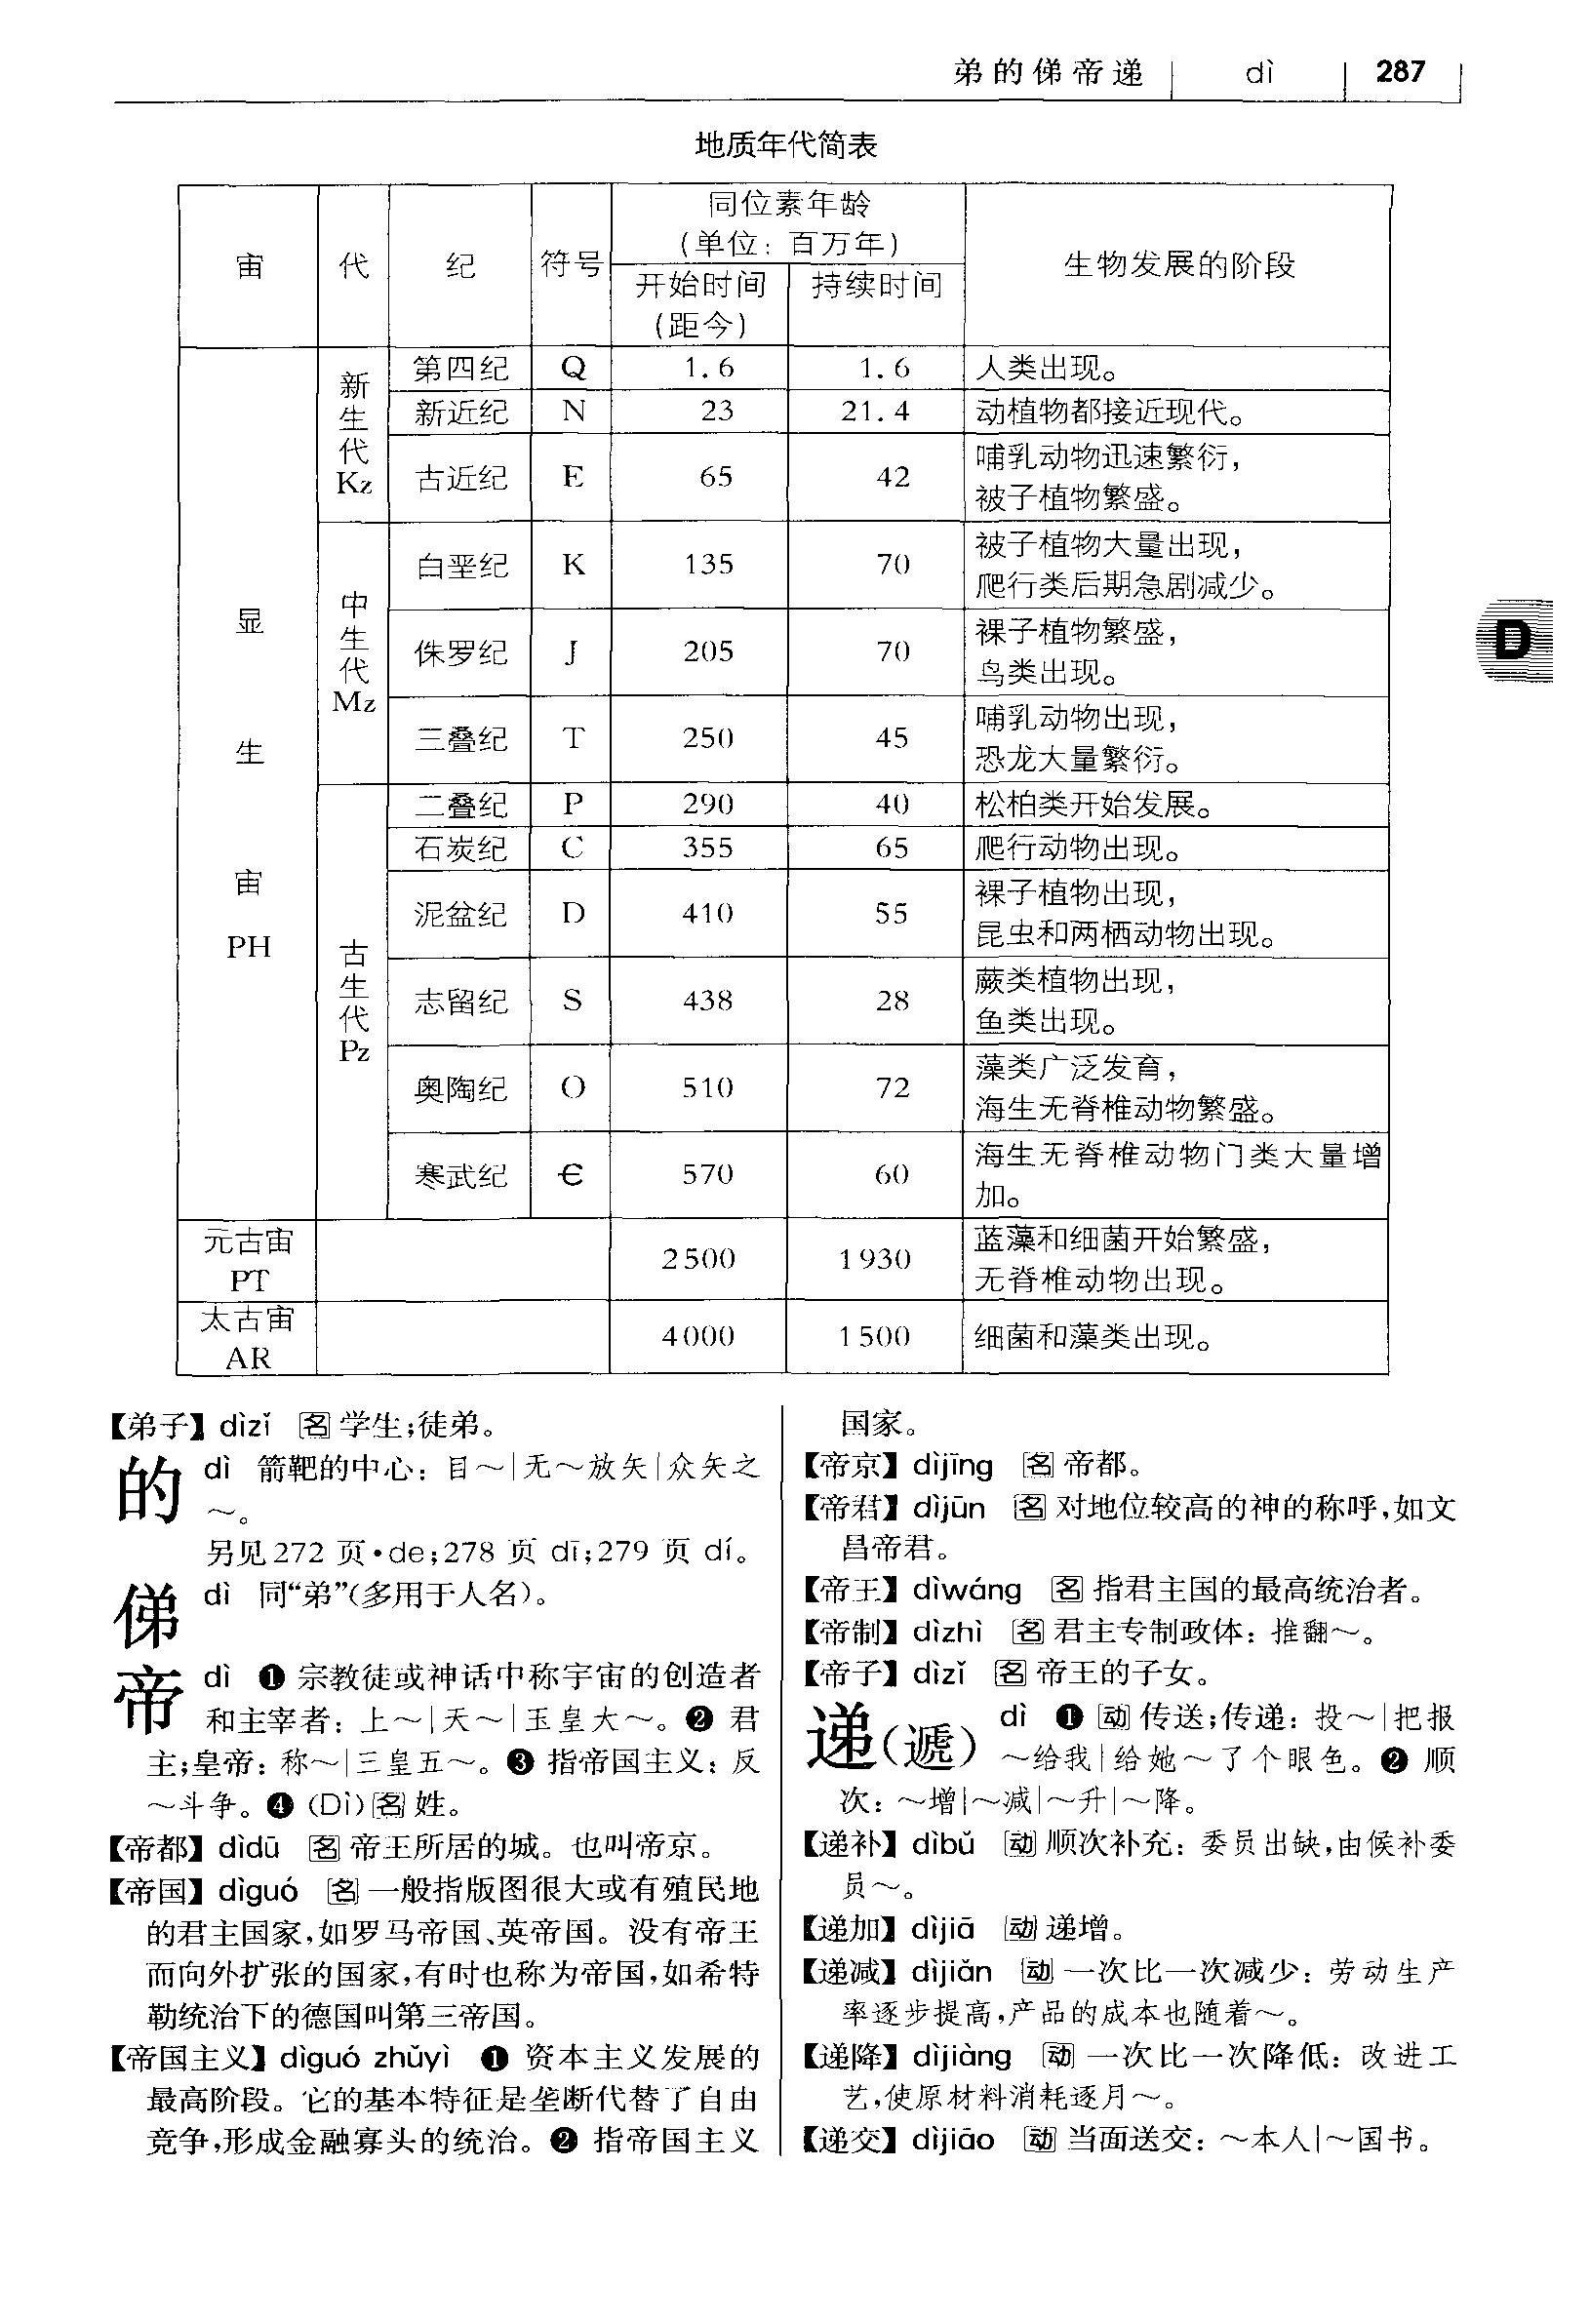 弟的俤帝递 dì 287
地质年代简表
宙 代 纪 符号 同位素年龄 (单位：百万年) 生物发展的阶段
开始时间 (距今) 持续时间
显生宙 PH
新生代 Kz
第四纪 Q 1.6 1.6 人类出现。
新近纪 N 23 21.4 动植物都接近现代。
古近纪 E 65 42 哺乳动物迅速繁衍，
被子植物繁盛。
中生代 Mz
白垩纪 K 135 70 被子植物大量出现，
爬行类后期急剧减少。
侏罗纪 J 205 70 裸子植物繁盛，
鸟类出现。
三叠纪 T 250 45 哺乳动物出现，
恐龙大量繁衍。
古生代 Pz
二叠纪 P 290 40 松柏类开始发展。
石炭纪 C 355 65 爬行动物出现。
泥盆纪 D 410 55 裸子植物出现，
昆虫和两栖动物出现。
志留纪 S 438 28 蕨类植物出现，
鱼类出现。
奥陶纪 O 510 72 藻类广泛发育，
海生无脊椎动物繁盛。
寒武纪 Є 570 60 海生无脊椎动物门类大量增
加。
元古宙 PT 2500 1930 蓝藻和细菌开始繁盛，
无脊椎动物出现。
太古宙 AR 4000 1500 细菌和藻类出现。
D
【弟子】dìzǐ 名 学生；徒弟。
的 dì 箭靶的中心：目～|无～放矢|众矢之
～。
另见272 页·de；278 页 dī；279 页 dí。
俤 dì 同“弟”（多用于人名）。
帝 dì ❶ 宗教徒或神话中称宇宙的创造者
和主宰者：上～|天～|玉皇大～。❷ 君
主；皇帝：称～|三皇五～。❸ 指帝国主义：反
～斗争。❹ (Dì) 名 姓。
【帝都】dìdū 名 帝王所居的城。也叫帝京。
【帝国】dìguó 名 一般指版图很大或有殖民地
的君主国家，如罗马帝国、英帝国。没有帝王
而向外扩张的国家，有时也称为帝国，如希特
勒统治下的德国叫第三帝国。
【帝国主义】dìguó zhǔyì ❶ 资本主义发展的
最高阶段。它的基本特征是垄断代替了自由
竞争，形成金融寡头的统治。❷ 指帝国主义
国家。
【帝京】dìjīng 名 帝都。
【帝君】dìjūn 名 对地位较高的神的称呼，如文
昌帝君。
【帝王】dìwáng 名 指君主国的最高统治者。
【帝制】dìzhì 名 君主专制政体：推翻～。
【帝子】dìzǐ 名 帝王的子女。
递（遞） dì ❶ 动 传送；传递：投～|把报
～给我|给她～了个眼色。❷ 顺
次：～增|～减|～升|～降。
【递补】dìbǔ 动 顺次补充：委员出缺，由候补委
员～。
【递加】dìjiā 动 递增。
【递减】dìjiǎn 动 一次比一次减少：劳动生产
率逐步提高，产品的成本也随着～。
【递降】dìjiàng 动 一次比一次降低：改进工
艺，使原材料消耗逐月～。
【递交】dìjiāo 动 当面送交：～本人|～国书。